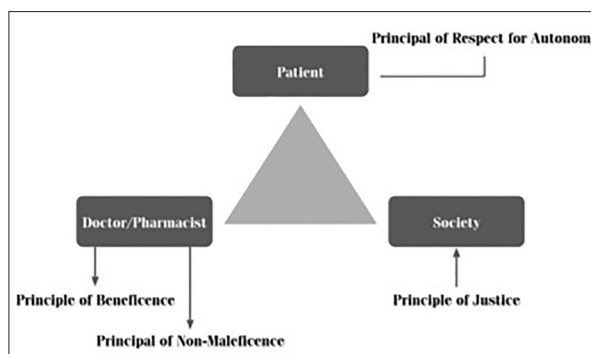 Principal of Respect for Autonom
Patient
Doctor/Pharmacist
Society
Principle of Beneficence
Principle of Justice
Principal of Non-Maleficence